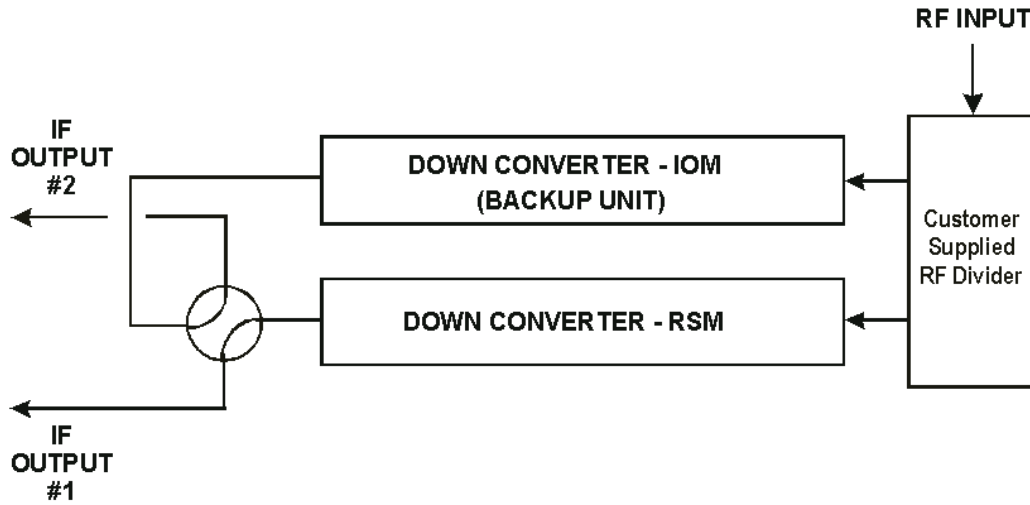 RF INPUT
IF
OUTPUT
#2
DOWN CONVERTER - IOM
(BACKUP UNIT)
Customer
Supplied
RF Divider
DOWN CONVERTER - RSM
IF
OUTPUT
#1